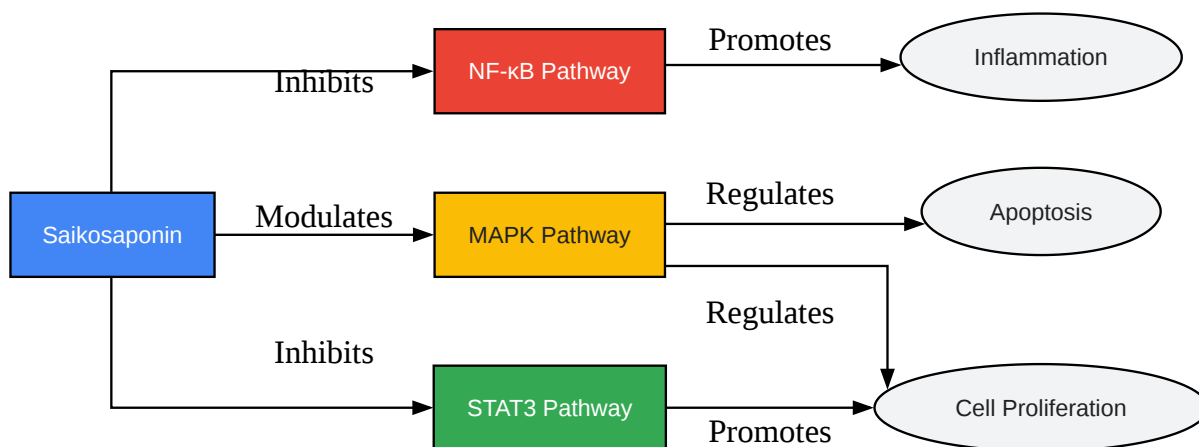 Promotes
Inflammation
NF-κB Pathway
Inhibits
Regulates
Apoptosis
Modulates
Saikosaponin
MAPK Pathway
Regulates
Inhibits
STAT3 Pathway
Cell Proliferation
Promotes